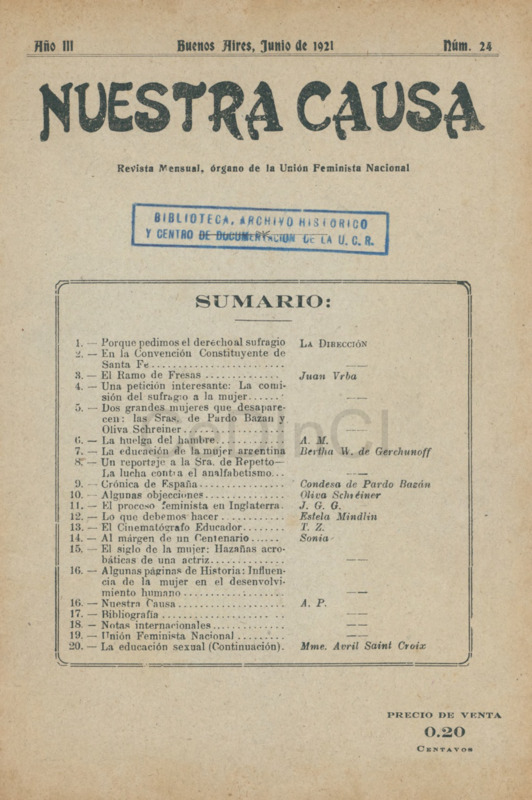 Año III Buenos Aires, Junio de 1921 Núm. 24
NUESTRA CAUSA
Revista Mensual, órgano de la Unión Feminista Nacional
BIBLIOTECA, ARCHIVO HISTORICO
Y CENTRO DE DOCUMENTACION DE LA U. C. R.
SUMARIO:
1. — Porque pedimos el derecho al sufragio LA DIRECCIÓN
2. — En la Convención Constituyente de
Santa Fe........................ —
3. — El Ramo de Fresas .............. Juan Vrba
4. — Una petición interesante: La comi-
sión del sufragio a la mujer...... —
5. — Dos grandes mujeres que desapare-
cen: las Sras. de Pardo Bazan y
Oliva Schreiner.................. —
6. — La huelga del hambre............ A. M.
7. — La educación de la mujer argentina Bertha W. de Gerchunoff
8. — Un reportaje a la Sra. de Repetto—
La lucha contra el analfabetismo... —
9. — Crónica de España............... Condesa de Pardo Bazón
10. — Algunas objecciones.............. Oliva Schréiner
11. — El proceso feminista en Inglaterra. J. G. G.
12. — Lo que debemos hacer ........... Estela Mindlin
13. — El Cinematógrafo Educador....... T. Z.
14. — Al márgen de un Centenario ...... Sonia
15. — El siglo de la mujer: Hazañas acro-
báticas de una actriz............. —
16. — Algunas páginas de Historia: Influen-
cia de la mujer en el desenvolvi-
miento humano ................. —
16. — Nuestra Causa .................. A. P.
17. — Bibliografía .................... —
18. — Notas internacionales ............ —
19. — Unión Feminista Nacional ........ —
20. — La educación sexual (Continuación). Mme. Avril Saint Croix
PRECIO DE VENTA
0.20
CENTAVOS